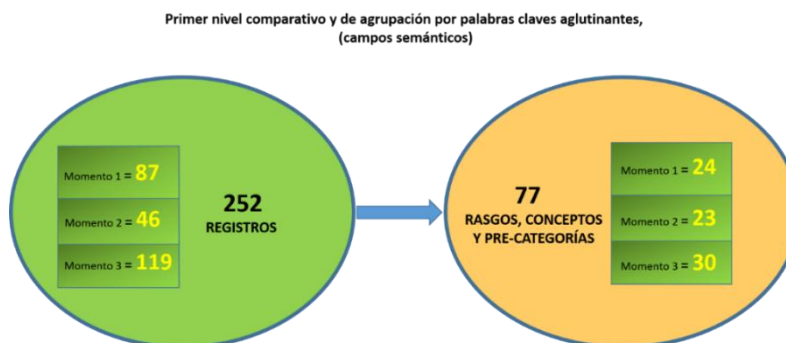 Primer nivel comparativo y de agrupación por palabras claves aglutinantes,
(campos semánticos)
Momento 1 = 87
Momento 2 = 46
Momento 3 = 119
252
REGISTROS
77
RASGOS, CONCEPTOS
Y PRE-CATEGORÍAS
Momento 1 = 24
Momento 2 = 23
Momento 3 = 30